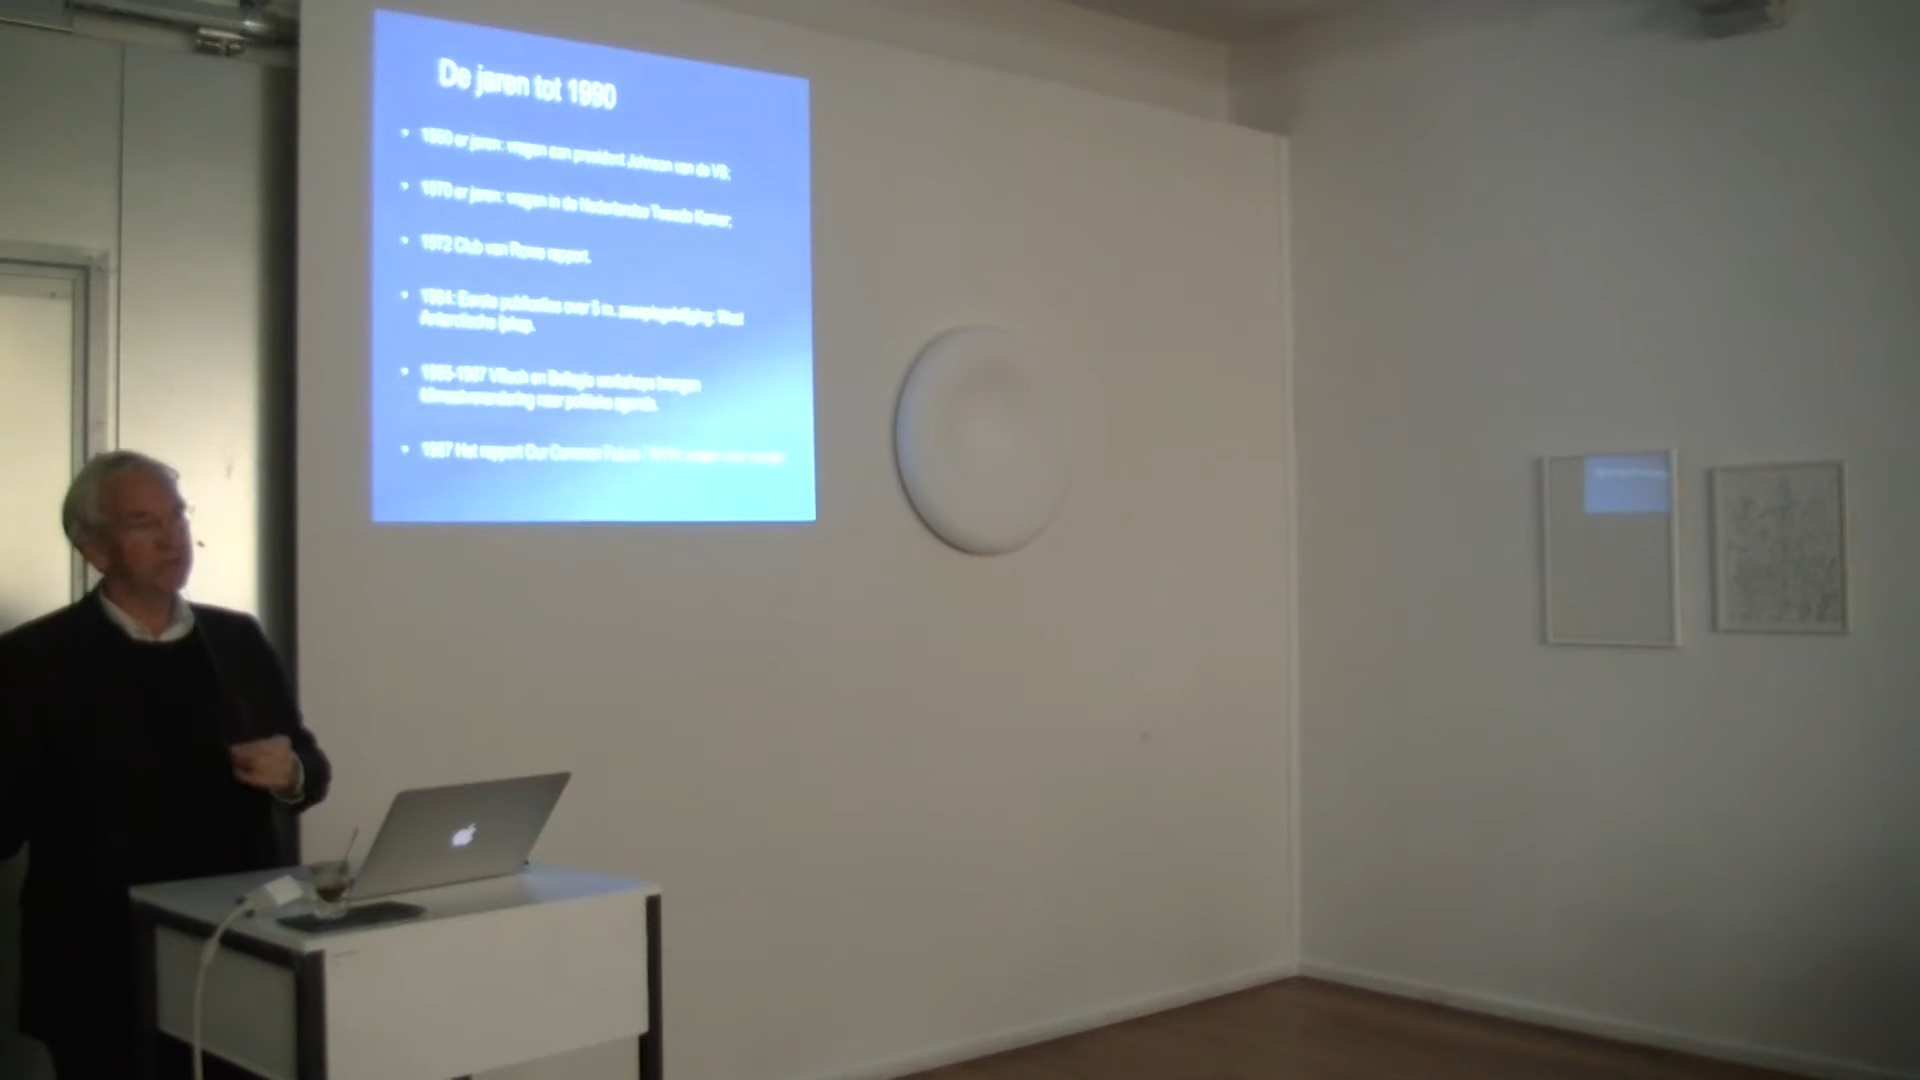 De jaren tot 1990
1960 er jaren: vragen aan president Johnson van de VS;
1970 er jaren: vragen in de Nederlandse Tweede Kamer;
1972 Club van Rome rapport.
1984: Eerste publicaties over 5 m. zeespiegelstijging; West
Antarctische ijskap.
1985-1987 Villach en Bellagio workshops brengen
klimaatverandering naar politieke agenda.
1987 Het rapport Our Common Future